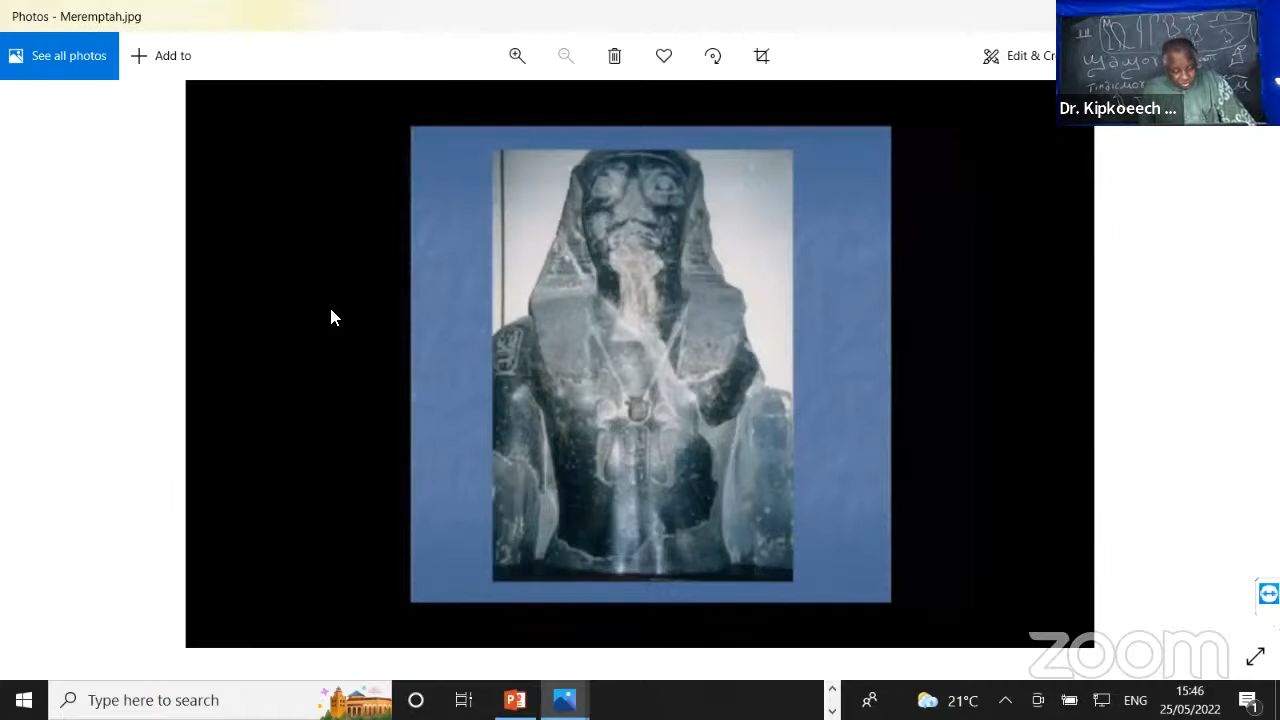 Photos - Meremptah.jpg
See all photos
Add to
Edit & Cr
Dr. Kipkoeech ...
zoom
Type here to search
21°C
ENG
15:46
25/05/2022
1